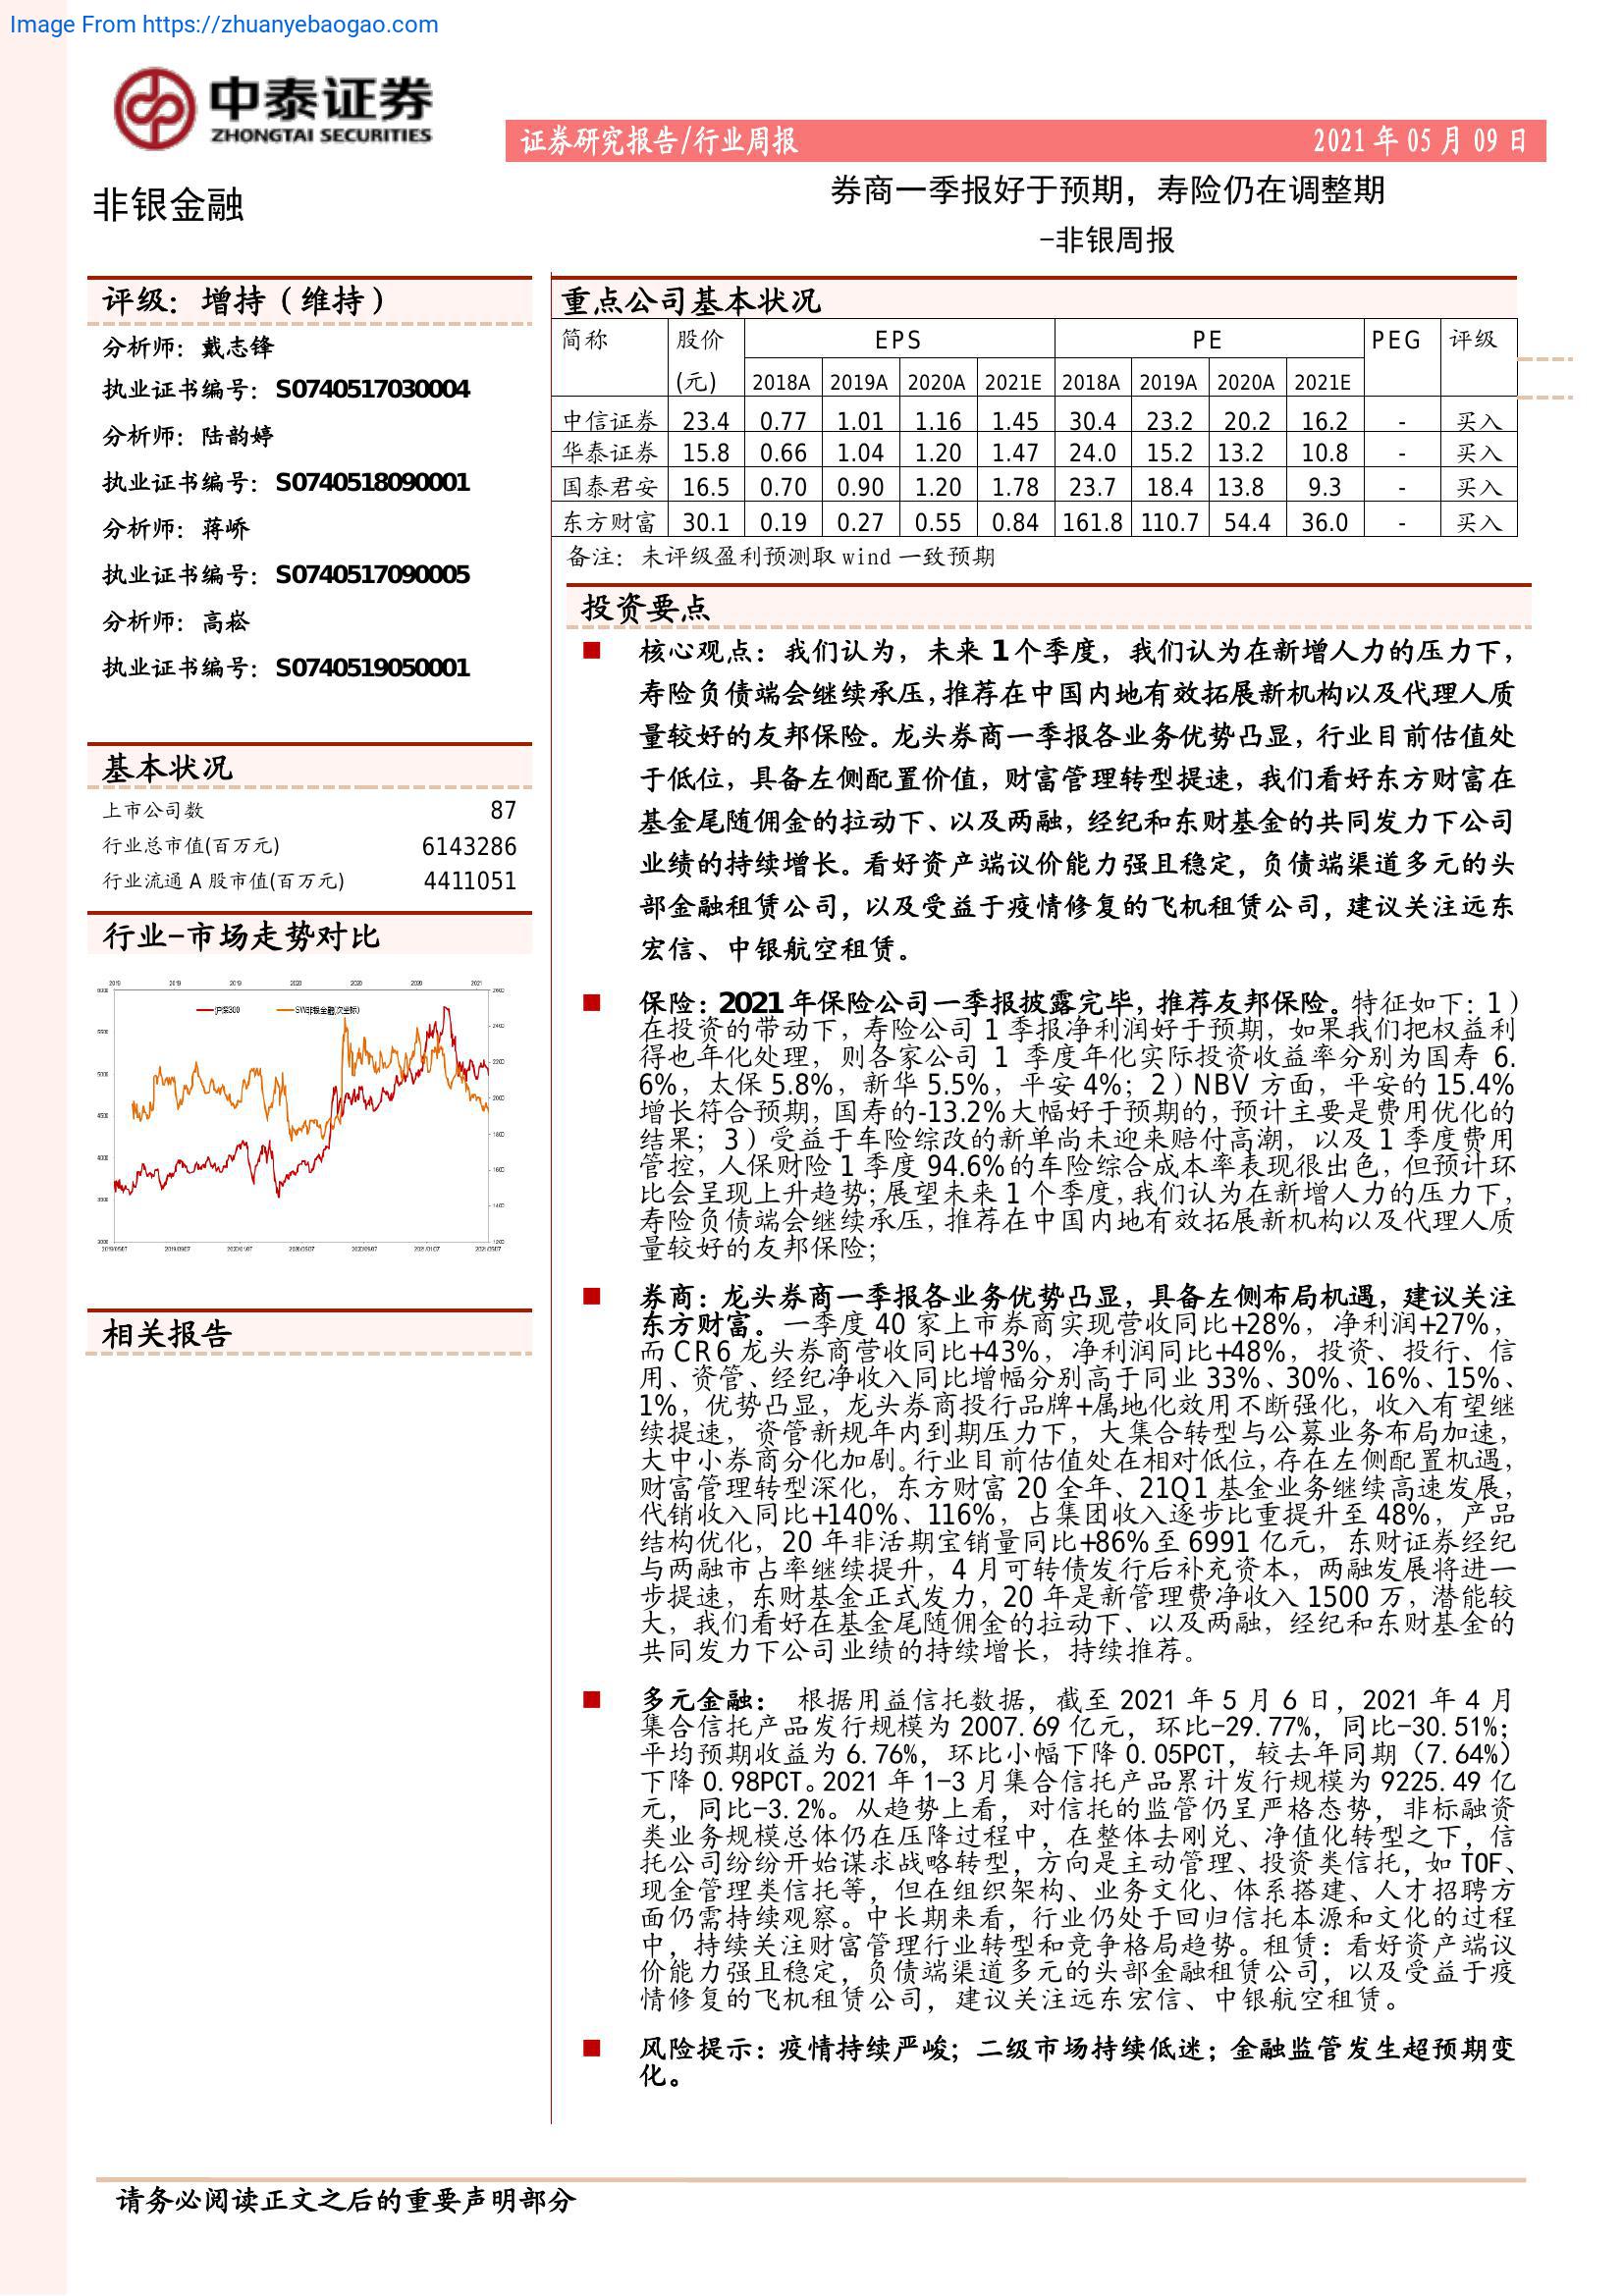 Image From https://zhuanyebaogao.com
中泰证券
ZHONGTAI SECURITIES
证券研究报告/行业周报
2021 年 05 月 09 日
非银金融
券商一季报好于预期，寿险仍在调整期
-非银周报
评级：增持（维持）
分析师：戴志锋
执业证书编号：S0740517030004
分析师：陆韵婷
执业证书编号：S0740518090001
分析师：蒋峤
执业证书编号：S0740517090005
分析师：高崧
执业证书编号：S0740519050001
基本状况
上市公司数 87
行业总市值(百万元) 6143286
行业流通 A 股市值(百万元) 4411051
行业-市场走势对比
沪深300
SW非银金融(次坐标)
相关报告
重点公司基本状况
简称 股价 EPS PE PEG 评级
(元) 2018A 2019A 2020A 2021E 2018A 2019A 2020A 2021E
中信证券 23.4 0.77 1.01 1.16 1.45 30.4 23.2 20.2 16.2 - 买入
华泰证券 15.8 0.66 1.04 1.20 1.47 24.0 15.2 13.2 10.8 - 买入
国泰君安 16.5 0.70 0.90 1.20 1.78 23.7 18.4 13.8 9.3 - 买入
东方财富 30.1 0.19 0.27 0.55 0.84 161.8 110.7 54.4 36.0 - 买入
备注：未评级盈利预测取 wind 一致预期
投资要点
核心观点：我们认为，未来 1 个季度，我们认为在新增人力的压力下，
寿险负债端会继续承压，推荐在中国内地有效拓展新机构以及代理人质
量较好的友邦保险。龙头券商一季报各业务优势凸显，行业目前估值处
于低位，具备左侧配置价值，财富管理转型提速，我们看好东方财富在
基金尾随佣金的拉动下、以及两融，经纪和东财基金的共同发力下公司
业绩的持续增长。看好资产端议价能力强且稳定，负债端渠道多元的头
部金融租赁公司，以及受益于疫情修复的飞机租赁公司，建议关注远东
宏信、中银航空租赁。
保险：2021 年保险公司一季报披露完毕，推荐友邦保险。特征如下：1）
在投资的带动下，寿险公司 1 季报净利润好于预期，如果我们把权益利
得也年化处理，则各家公司 1 季度年化实际投资收益率分别为国寿 6.
6%，太保 5.8%，新华 5.5%，平安 4%；2）NBV 方面，平安的 15.4%
增长符合预期，国寿的-13.2%大幅好于预期的，预计主要是费用优化的
结果；3）受益于车险综改的新单尚未迎来赔付高潮，以及 1 季度费用
管控，人保财险 1 季度 94.6%的车险综合成本率表现很出色，但预计环
比会呈现上升趋势；展望未来 1 个季度，我们认为在新增人力的压力下，
寿险负债端会继续承压，推荐在中国内地有效拓展新机构以及代理人质
量较好的友邦保险；
券商：龙头券商一季报各业务优势凸显，具备左侧布局机遇，建议关注
东方财富。一季度 40 家上市券商实现营收同比+28%，净利润+27%，
而 CR6 龙头券商营收同比+43%，净利润同比+48%，投资、投行、信
用、资管、经纪净收入同比增幅分别高于同业 33%、30%、16%、15%、
1%，优势凸显，龙头券商投行品牌+属地化效用不断强化，收入有望继
续提速，资管新规年内到期压力下，大集合转型与公募业务布局加速，
大中小券商分化加剧。行业目前估值处在相对低位，存在左侧配置机遇，
财富管理转型深化，东方财富 20 全年、21Q1 基金业务继续高速发展，
代销收入同比+140%、116%，占集团收入逐步比重提升至 48%，产品
结构优化，20 年非活期宝销量同比+86%至 6991 亿元，东财证券经纪
与两融市占率继续提升，4 月可转债发行后补充资本，两融发展将进一
步提速，东财基金正式发力，20 年是新管理费净收入 1500 万，潜能较
大，我们看好在基金尾随佣金的拉动下、以及两融，经纪和东财基金的
共同发力下公司业绩的持续增长，持续推荐。
多元金融： 根据用益信托数据，截至 2021 年 5 月 6 日，2021 年 4 月
集合信托产品发行规模为 2007.69 亿元，环比-29.77%，同比-30.51%；
平均预期收益为 6.76%，环比小幅下降 0.05PCT，较去年同期（7.64%）
下降 0.98PCT。2021 年 1-3 月集合信托产品累计发行规模为 9225.49 亿
元，同比-3.2%。从趋势上看，对信托的监管仍呈严格态势，非标融资
类业务规模总体仍在压降过程中，在整体去刚兑、净值化转型之下，信
托公司纷纷开始谋求战略转型，方向是主动管理、投资类信托，如 TOF、
现金管理类信托等，但在组织架构、业务文化、体系搭建、人才招聘方
面仍需持续观察。中长期来看，行业仍处于回归信托本源和文化的过程
中，持续关注财富管理行业转型和竞争格局趋势。租赁：看好资产端议
价能力强且稳定，负债端渠道多元的头部金融租赁公司，以及受益于疫
情修复的飞机租赁公司，建议关注远东宏信、中银航空租赁。
风险提示：疫情持续严峻；二级市场持续低迷；金融监管发生超预期变
化。
请务必阅读正文之后的重要声明部分